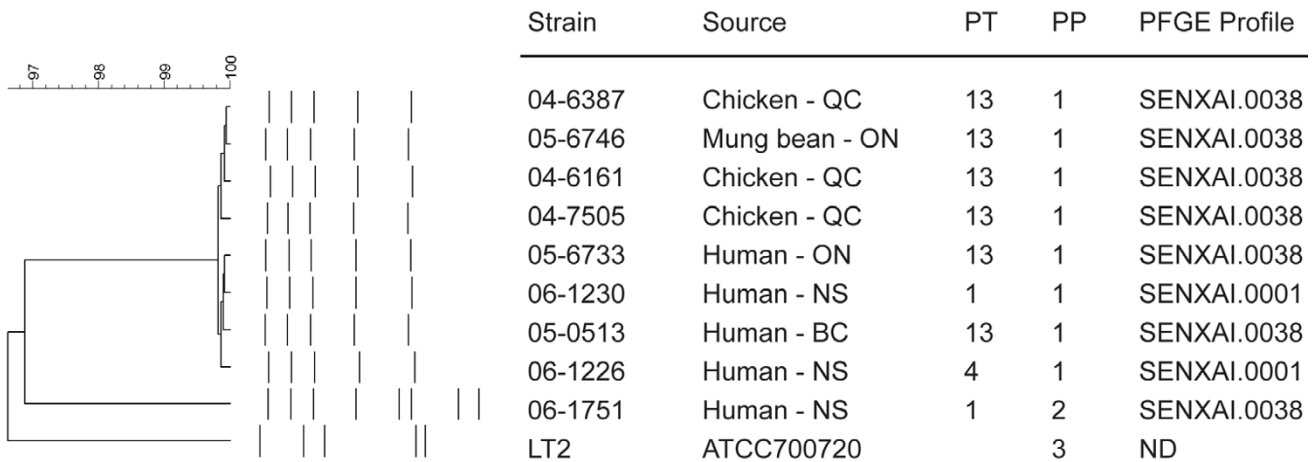 97 98 99 100
Strain Source PT PP PFGE Profile
04-6387 Chicken - QC 13 1 SENXAI.0038
05-6746 Mung bean - ON 13 1 SENXAI.0038
04-6161 Chicken - QC 13 1 SENXAI.0038
04-7505 Chicken - QC 13 1 SENXAI.0038
05-6733 Human - ON 13 1 SENXAI.0038
06-1230 Human - NS 1 1 SENXAI.0001
05-0513 Human - BC 13 1 SENXAI.0038
06-1226 Human - NS 4 1 SENXAI.0001
06-1751 Human - NS 1 2 SENXAI.0038
LT2 ATCC700720 3 ND